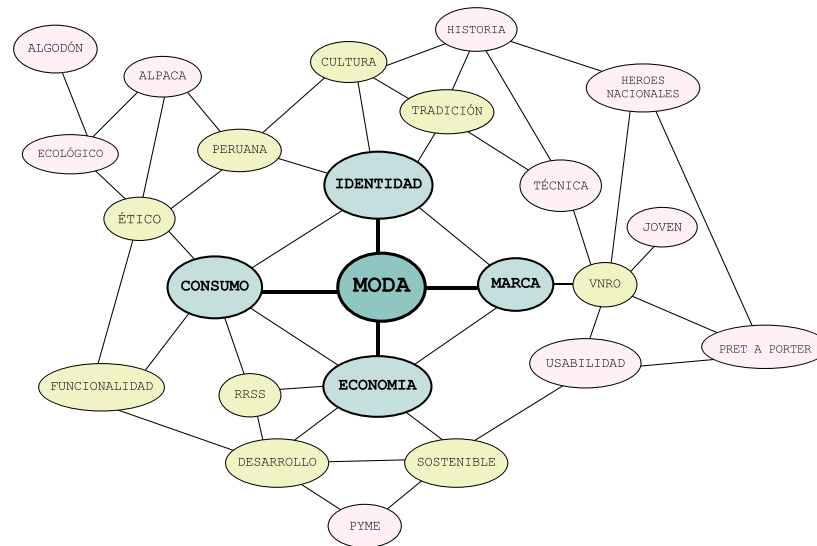 HISTORIA
ALGODÓN
CULTURA
ALPACA
HEROES
NACIONALES
TRADICIÓN
PERUANA
ECOLÓGICO
IDENTIDAD
TÉCNICA
ÉTICO
JOVEN
CONSUMO
MODA
MARCA
VNRO
PRET A PORTER
USABILIDAD
FUNCIONALIDAD
ECONOMIA
RRSS
DESARROLLO
SOSTENIBLE
PYME